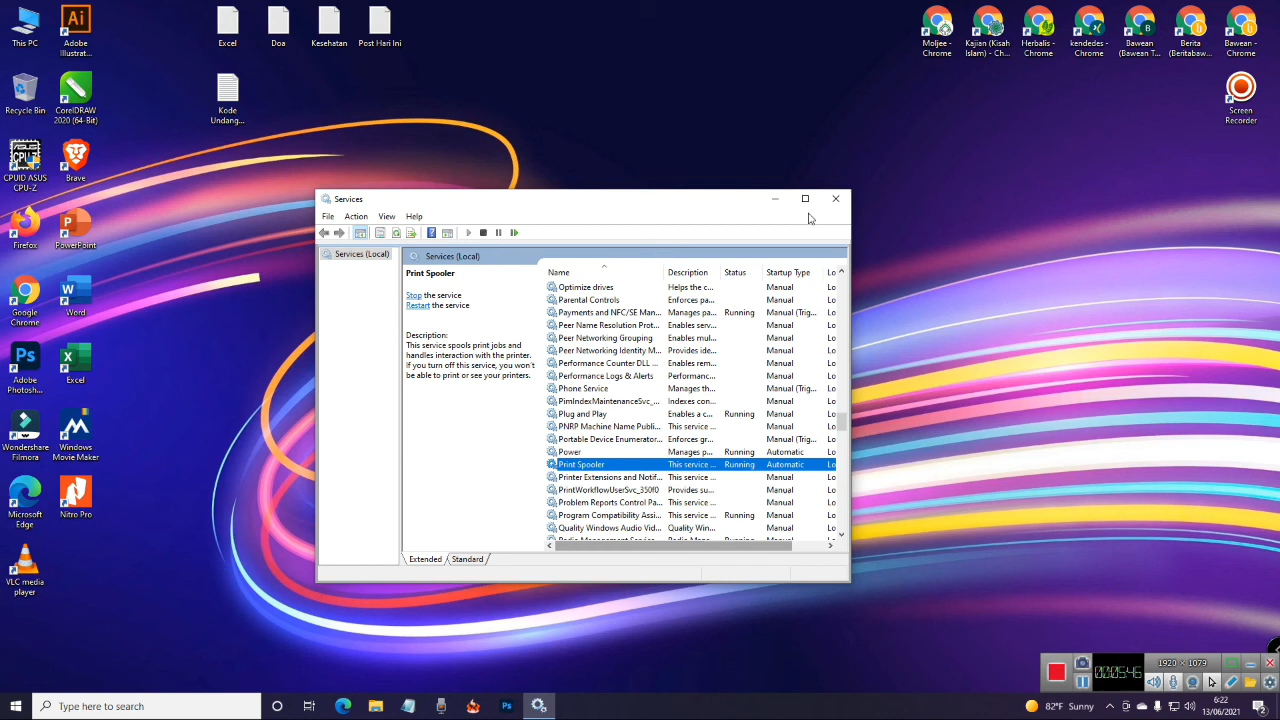 This PC
Adobe Illustrat...
Excel
Doa
Kesehatan
Post Hari Ini
Moljee - Chrome
Kajian (Kisah Islam) - Ch...
Herbalis - Chrome
kendedes - Chrome
Bawean (Bawean T...
Berita (Beritabaw...
Bawean - Chrome
Recycle Bin
CorelDRAW 2020 (64-Bit)
Kode Undang...
Screen Recorder
CPUID ASUS CPU-Z
Brave
Firefox
PowerPoint
Google Chrome
Word
Adobe Photosh...
Excel
Wondershare Filmora
Windows Movie Maker
Microsoft Edge
Nitro Pro
VLC media player
Services
File Action View Help
Services (Local)
Services (Local)
Print Spooler
Stop the service
Restart the service
Description:
This service spools print jobs and
handles interaction with the printer.
If you turn off this service, you won't
be able to print or see your printers.
Name Description Status Startup Type Lo
Optimize drives Helps the c... Manual Lo
Parental Controls Enforces pa... Manual Lo
Payments and NFC/SE Man... Manages pa... Running Manual (Trig... Lo
Peer Name Resolution Prot... Enables serv... Manual Lo
Peer Networking Grouping Enables mul... Manual Lo
Peer Networking Identity M... Provides ide... Manual Lo
Performance Counter DLL ... Enables rem... Manual Lo
Performance Logs & Alerts Performanc... Manual Lo
Phone Service Manages th... Manual (Trig... Lo
PimIndexMaintenanceSvc_... Indexes con... Manual Lo
Plug and Play Enables a c... Running Manual Lo
PNRP Machine Name Publi... This service ... Manual Lo
Portable Device Enumerator... Enforces gr... Manual (Trig... Lo
Power Manages p... Running Automatic Lo
Print Spooler This service ... Running Automatic Lo
Printer Extensions and Notif... This service ... Manual Lo
PrintWorkflowUserSvc_350f0 Provides su... Manual Lo
Problem Reports Control Pa... This service ... Manual Lo
Program Compatibility Assi... This service ... Running Manual Lo
Quality Windows Audio Vid... Quality Win... Manual Lo
Radio Management Service Radio Mana... Running Manual Lo
Extended Standard
1920 × 1079
00:05:46
Type here to search
82°F Sunny
6:22
13/06/2021
2